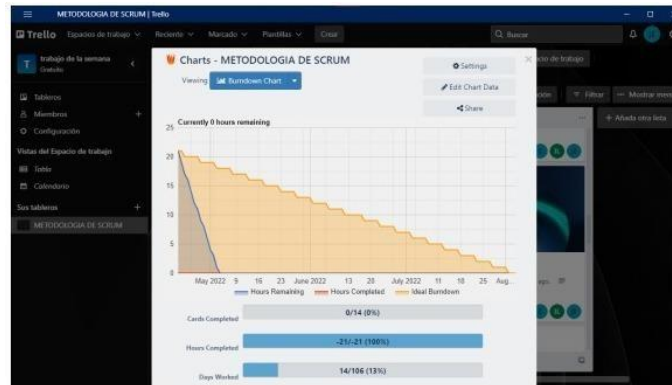 METODOLOGIA DE SCRUM | Trello
Trello Espacios de trabajo Reciente Marcado Plantillas Crear Buscar
T trabajo de la semana
Gratuito
Tableros
Miembros
Configuración
Vistas del Espacio de trabajo
Tabla
Calendario
Sus tableros
METODOLOGIA DE SCRUM
Charts - METODOLOGIA DE SCRUM
Viewing: Burndown Chart
Settings
Edit Chart Data
Share
Currently 0 hours remaining
25
20
15
10
5
0
May 2022 9 16 23 June 2022 13 20 July 2022 11 18 25 Aug...
Hours Remaining Hours Completed Ideal Burndown
Cards Completed 0/14 (0%)
Hours Completed -21/-21 (100%)
Days Worked 14/106 (13%)
de trabajo
Filtrar Mostrar menú
+ Añada otra lista